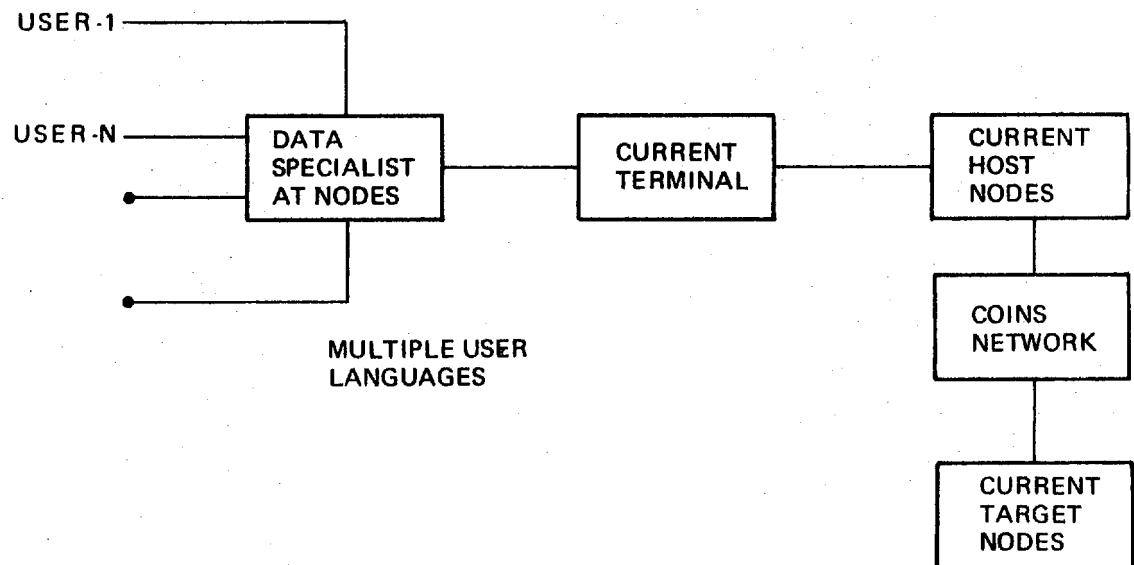 USER-1
USER-N
DATA
SPECIALIST
AT NODES
CURRENT
TERMINAL
CURRENT
HOST
NODES
COINS
NETWORK
MULTIPLE USER
LANGUAGES
CURRENT
TARGET
NODES